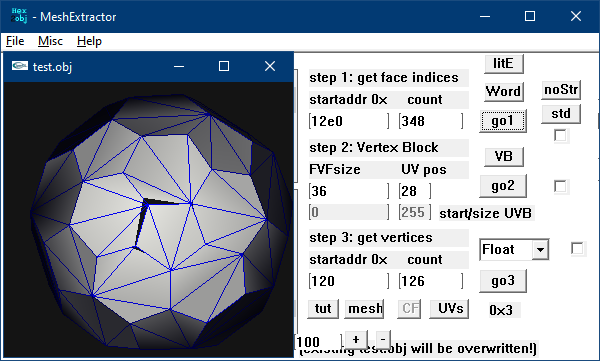 Hex
2obj - MeshExtractor
File Misc Help
test.obj
litE
step 1: get face indices
Word noStr
startaddr 0x count
std
12e0 348 go1
step 2: Vertex Block
VB
FVFsize UV pos
36 28 go2
0 255 start/size UVB
step 3: get vertices
Float
startaddr 0x count
120 126 go3
tut mesh CF UVs 0x3
100 + -
(existing test.obj will be overwritten!)